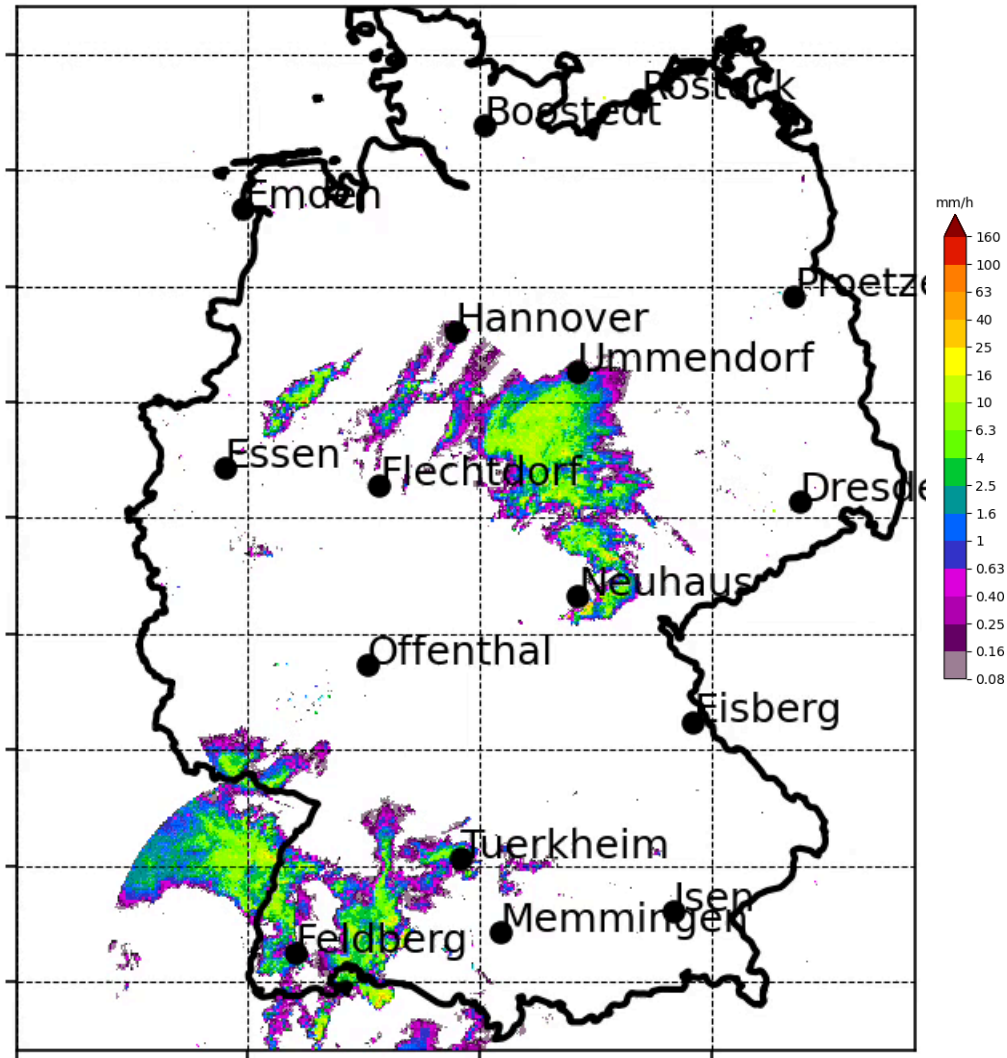 Rostock
Boostedt
Emden
mm/h
160
100
63
40
25
16
10
6.3
4
2.5
1.6
1
0.63
0.40
0.25
0.16
0.08
Proetze
Hannover
Ummendorf
Essen
Flechtdorf
Dresde
Neuhaus
Offenthal
Eisberg
Tuerkheim
Isen
Memmingen
Feldberg